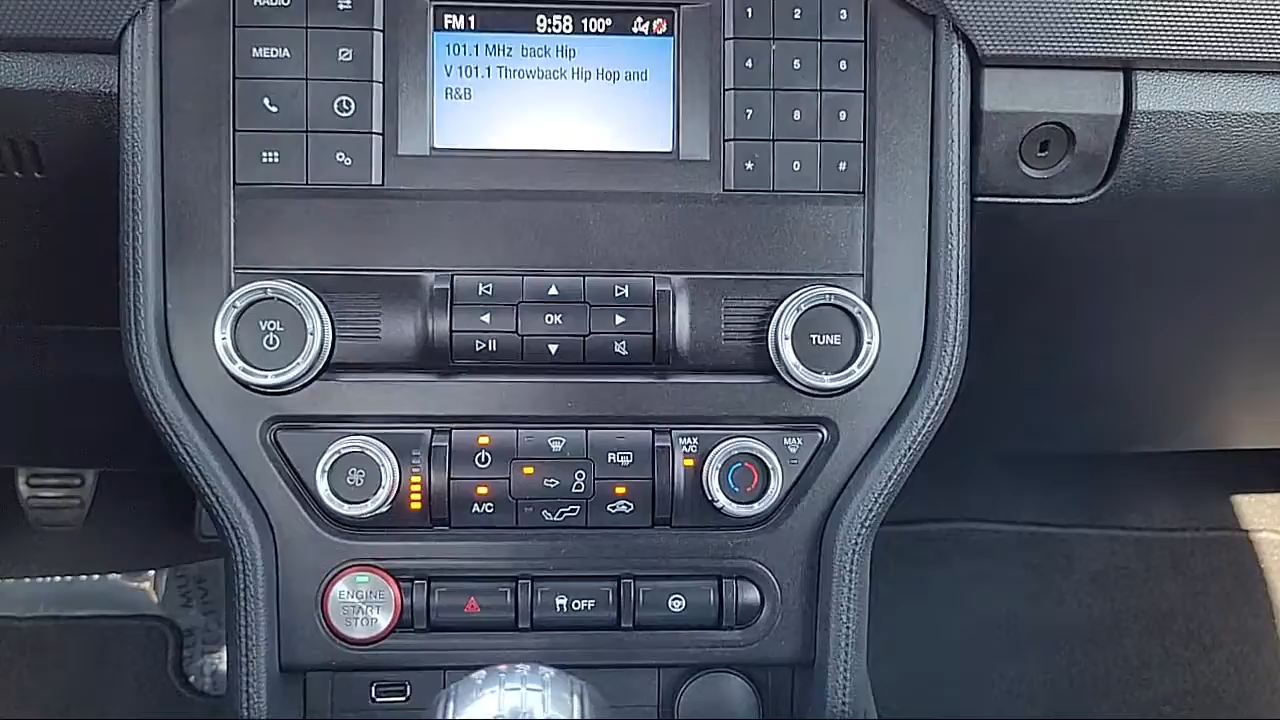 RADIO
MEDIA
FM 1 9:58 100°
101.1 MHz back Hip
V 101.1 Throwback Hip Hop and
R&B
1 2 3
4 5 6
7 8 9
* 0 #
VOL
OK
TUNE
R
A/C
MAX
A/C
MAX
ENGINE
START
STOP
OFF